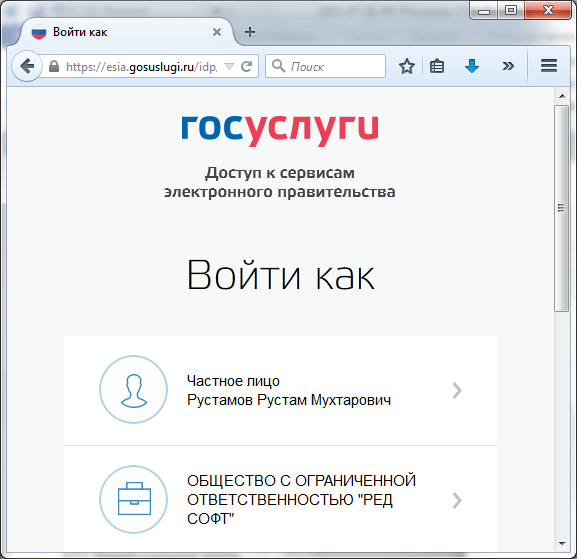 Войти как
https://esia.gosuslugi.ru/idp
Поиск
госуслуги
Доступ к сервисам
электронного правительства
Войти как
Частное лицо
Рустамов Рустам Мухтарович
ОБЩЕСТВО С ОГРАНИЧЕННОЙ
ОТВЕТСТВЕННОСТЬЮ "РЕД
СОФТ"